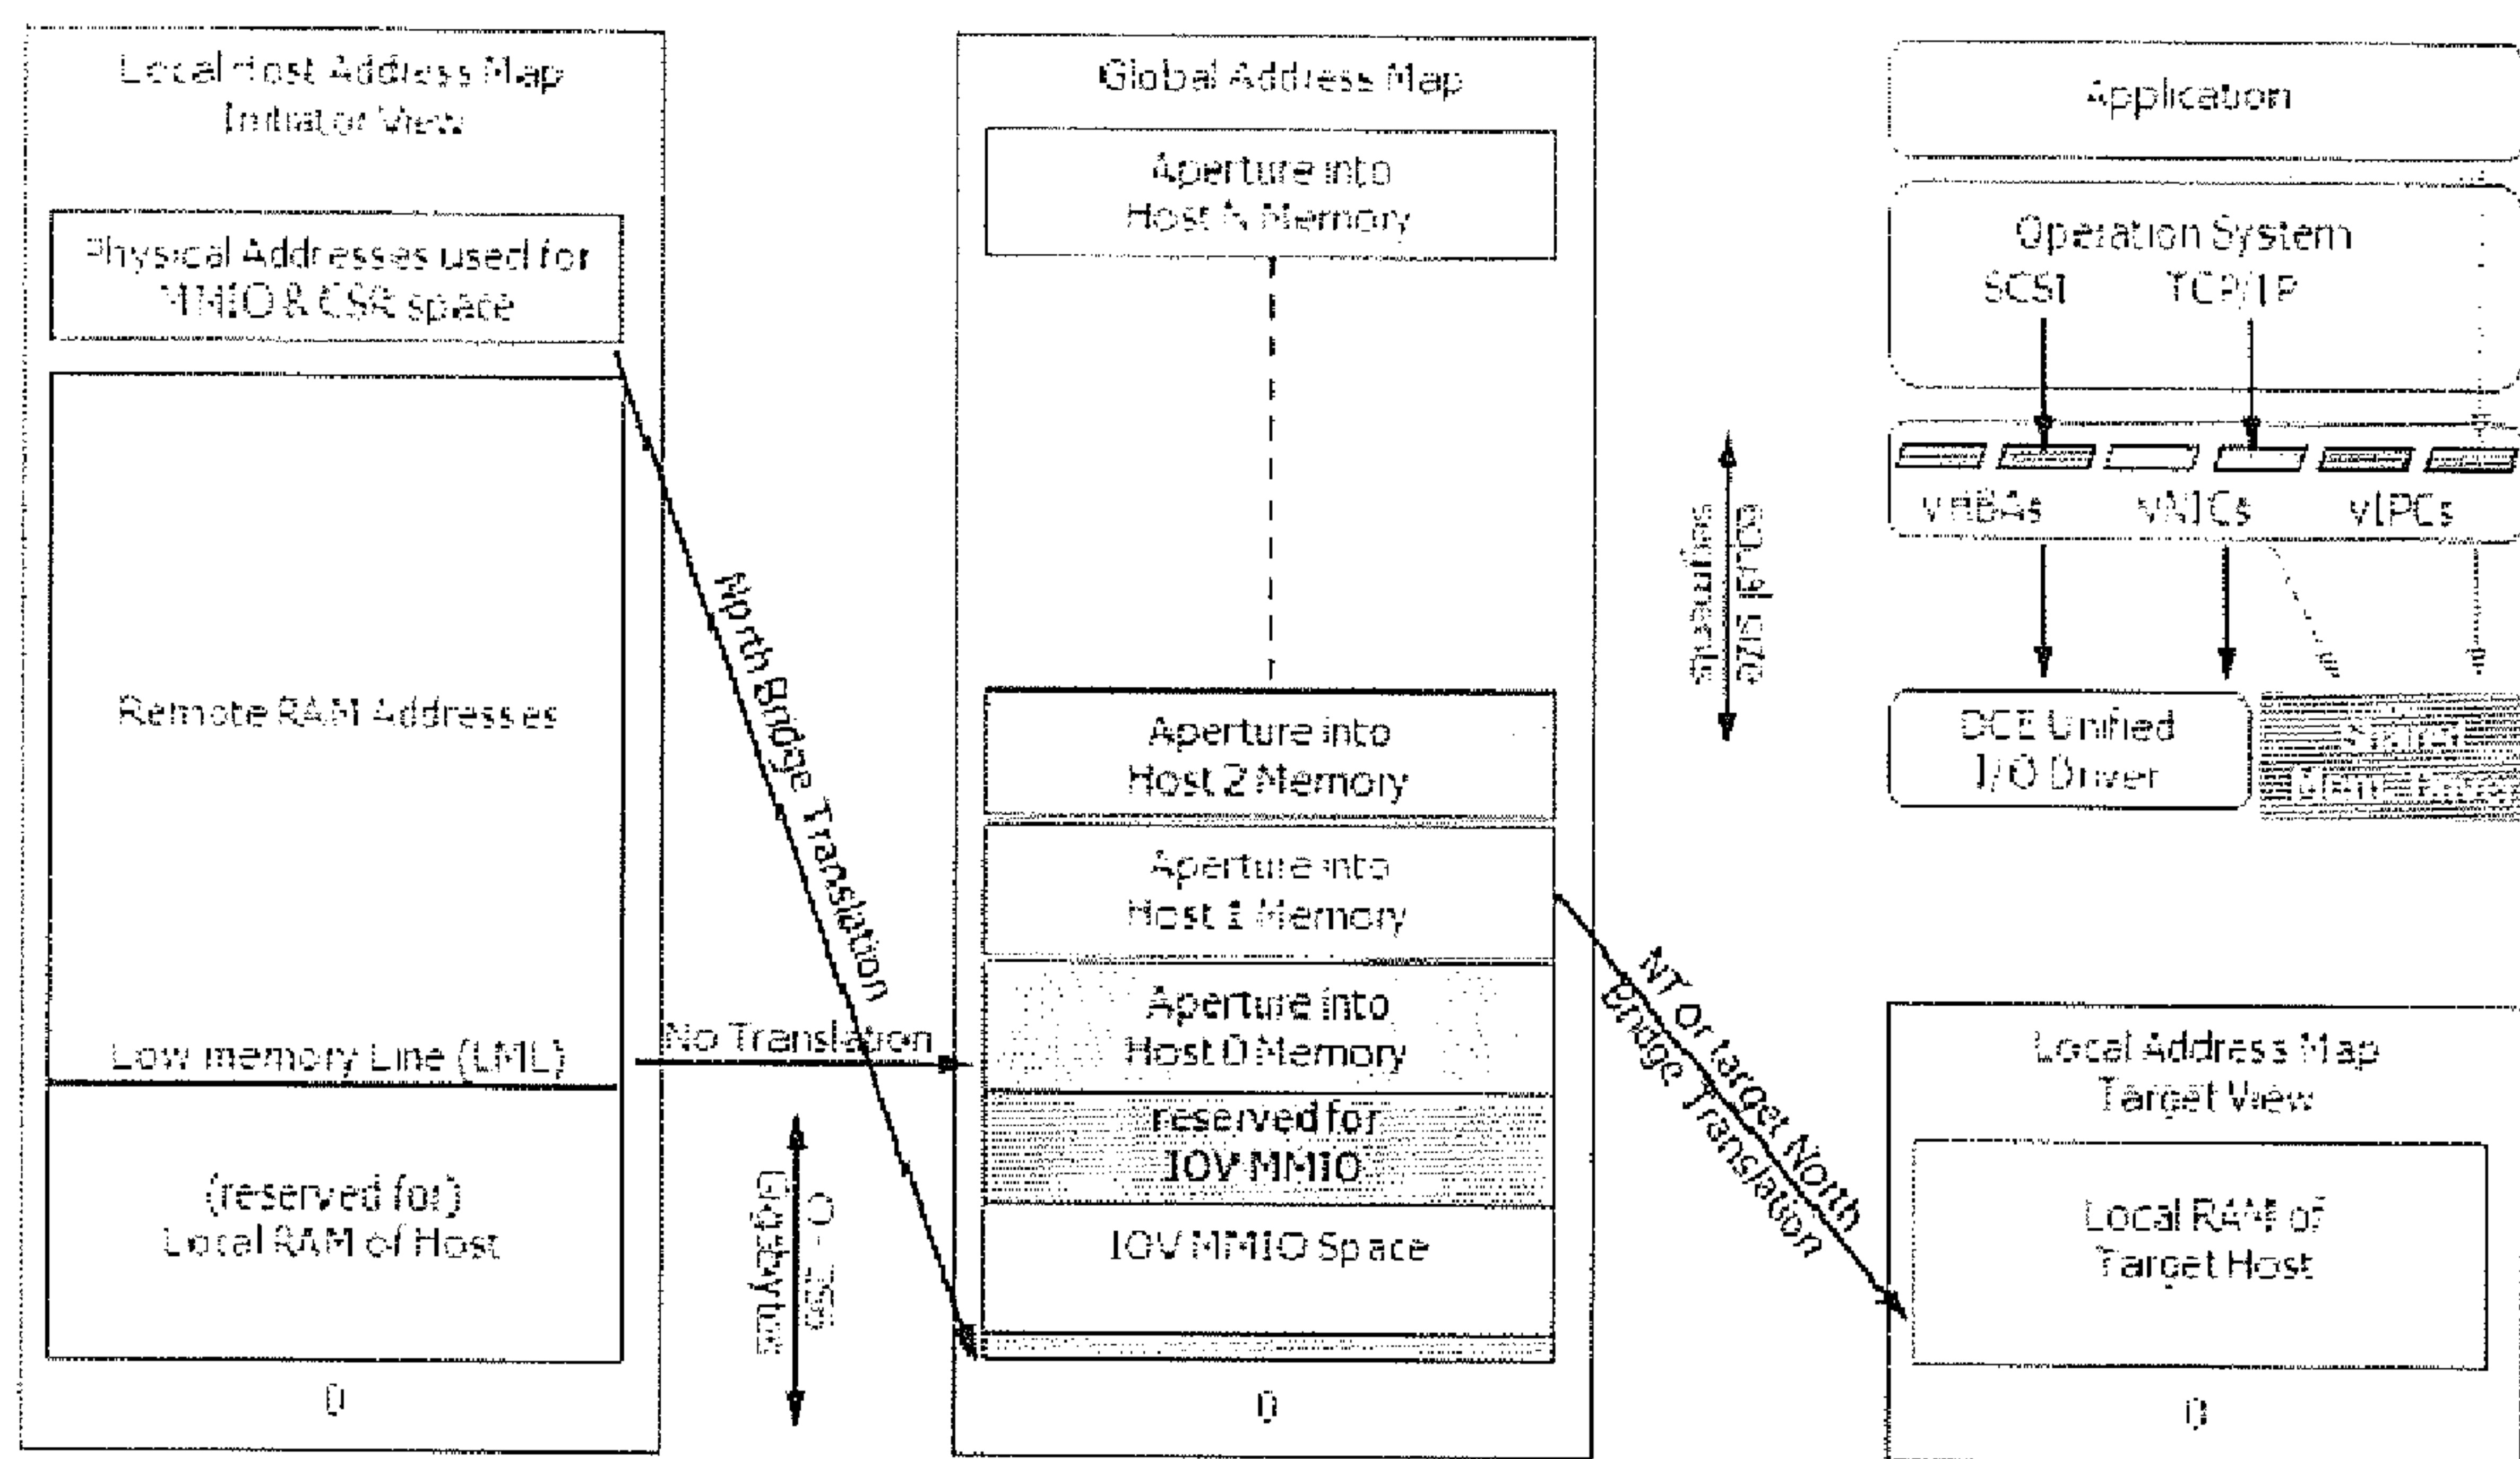 Local Host Address Map
Initiator View
Physical Addresses used for
MMIO & CSR space
Remote RAM Addresses
Low memory Line (LML)
(reserved for)
Local RAM of Host
0
North Bridge Translation
No Translation
Gigabytes
Global Address Map
Aperture into
Host N Memory
Aperture into
Host 2 Memory
Aperture into
Host 1 Memory
Aperture into
Host 0 Memory
reserved for
IOV MMIO
IOV MMIO Space
0
equal size
segments
NT or target North
Bridge Translation
Application
Operation System
SCSI TCP/IP
vHBAs vNICs vIPCs
DCE Unified
I/O Driver
Local Address Map
Target View
Local RAM of
Target Host
0